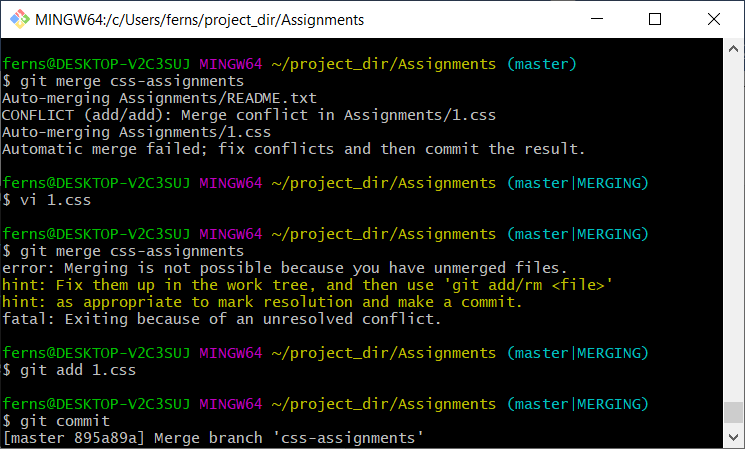 MINGW64:/c/Users/ferns/project_dir/Assignments
ferns@DESKTOP-V2C3SUJ MINGW64 ~/project_dir/Assignments (master)
$ git merge css-assignments
Auto-merging Assignments/README.txt
CONFLICT (add/add): Merge conflict in Assignments/1.css
Auto-merging Assignments/1.css
Automatic merge failed; fix conflicts and then commit the result.
ferns@DESKTOP-V2C3SUJ MINGW64 ~/project_dir/Assignments (master|MERGING)
$ vi 1.css
ferns@DESKTOP-V2C3SUJ MINGW64 ~/project_dir/Assignments (master|MERGING)
$ git merge css-assignments
error: Merging is not possible because you have unmerged files.
hint: Fix them up in the work tree, and then use 'git add/rm <file>'
hint: as appropriate to mark resolution and make a commit.
fatal: Exiting because of an unresolved conflict.
ferns@DESKTOP-V2C3SUJ MINGW64 ~/project_dir/Assignments (master|MERGING)
$ git add 1.css
ferns@DESKTOP-V2C3SUJ MINGW64 ~/project_dir/Assignments (master|MERGING)
$ git commit
[master 895a89a] Merge branch 'css-assignments'